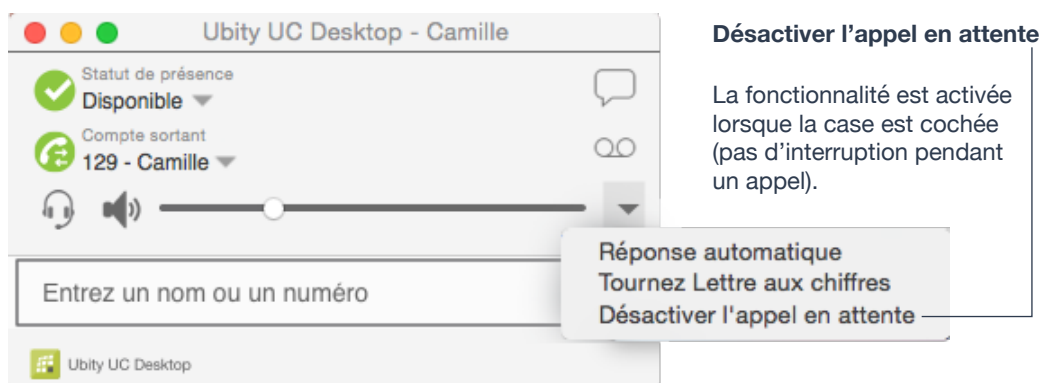 Ubity UC Desktop - Camille
Statut de présence
Disponible
Compte sortant
129 - Camille
Réponse automatique
Tournez Lettre aux chiffres
Désactiver l'appel en attente
Entrez un nom ou un numéro
Ubity UC Desktop
Désactiver l’appel en attente
La fonctionnalité est activée
lorsque la case est cochée
(pas d’interruption pendant
un appel).